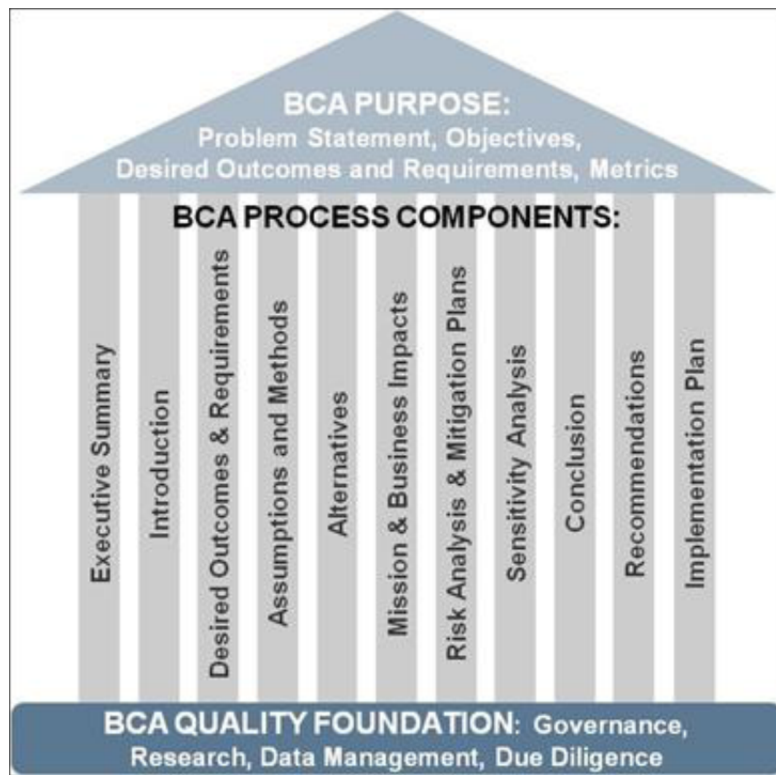 BCA PURPOSE:
Problem Statement, Objectives,
Desired Outcomes and Requirements, Metrics
BCA PROCESS COMPONENTS:
Executive Summary
Introduction
Desired Outcomes & Requirements
Assumptions and Methods
Alternatives
Mission & Business Impacts
Risk Analysis & Mitigation Plans
Sensitivity Analysis
Conclusion
Recommendations
Implementation Plan
BCA QUALITY FOUNDATION: Governance,
Research, Data Management, Due Diligence